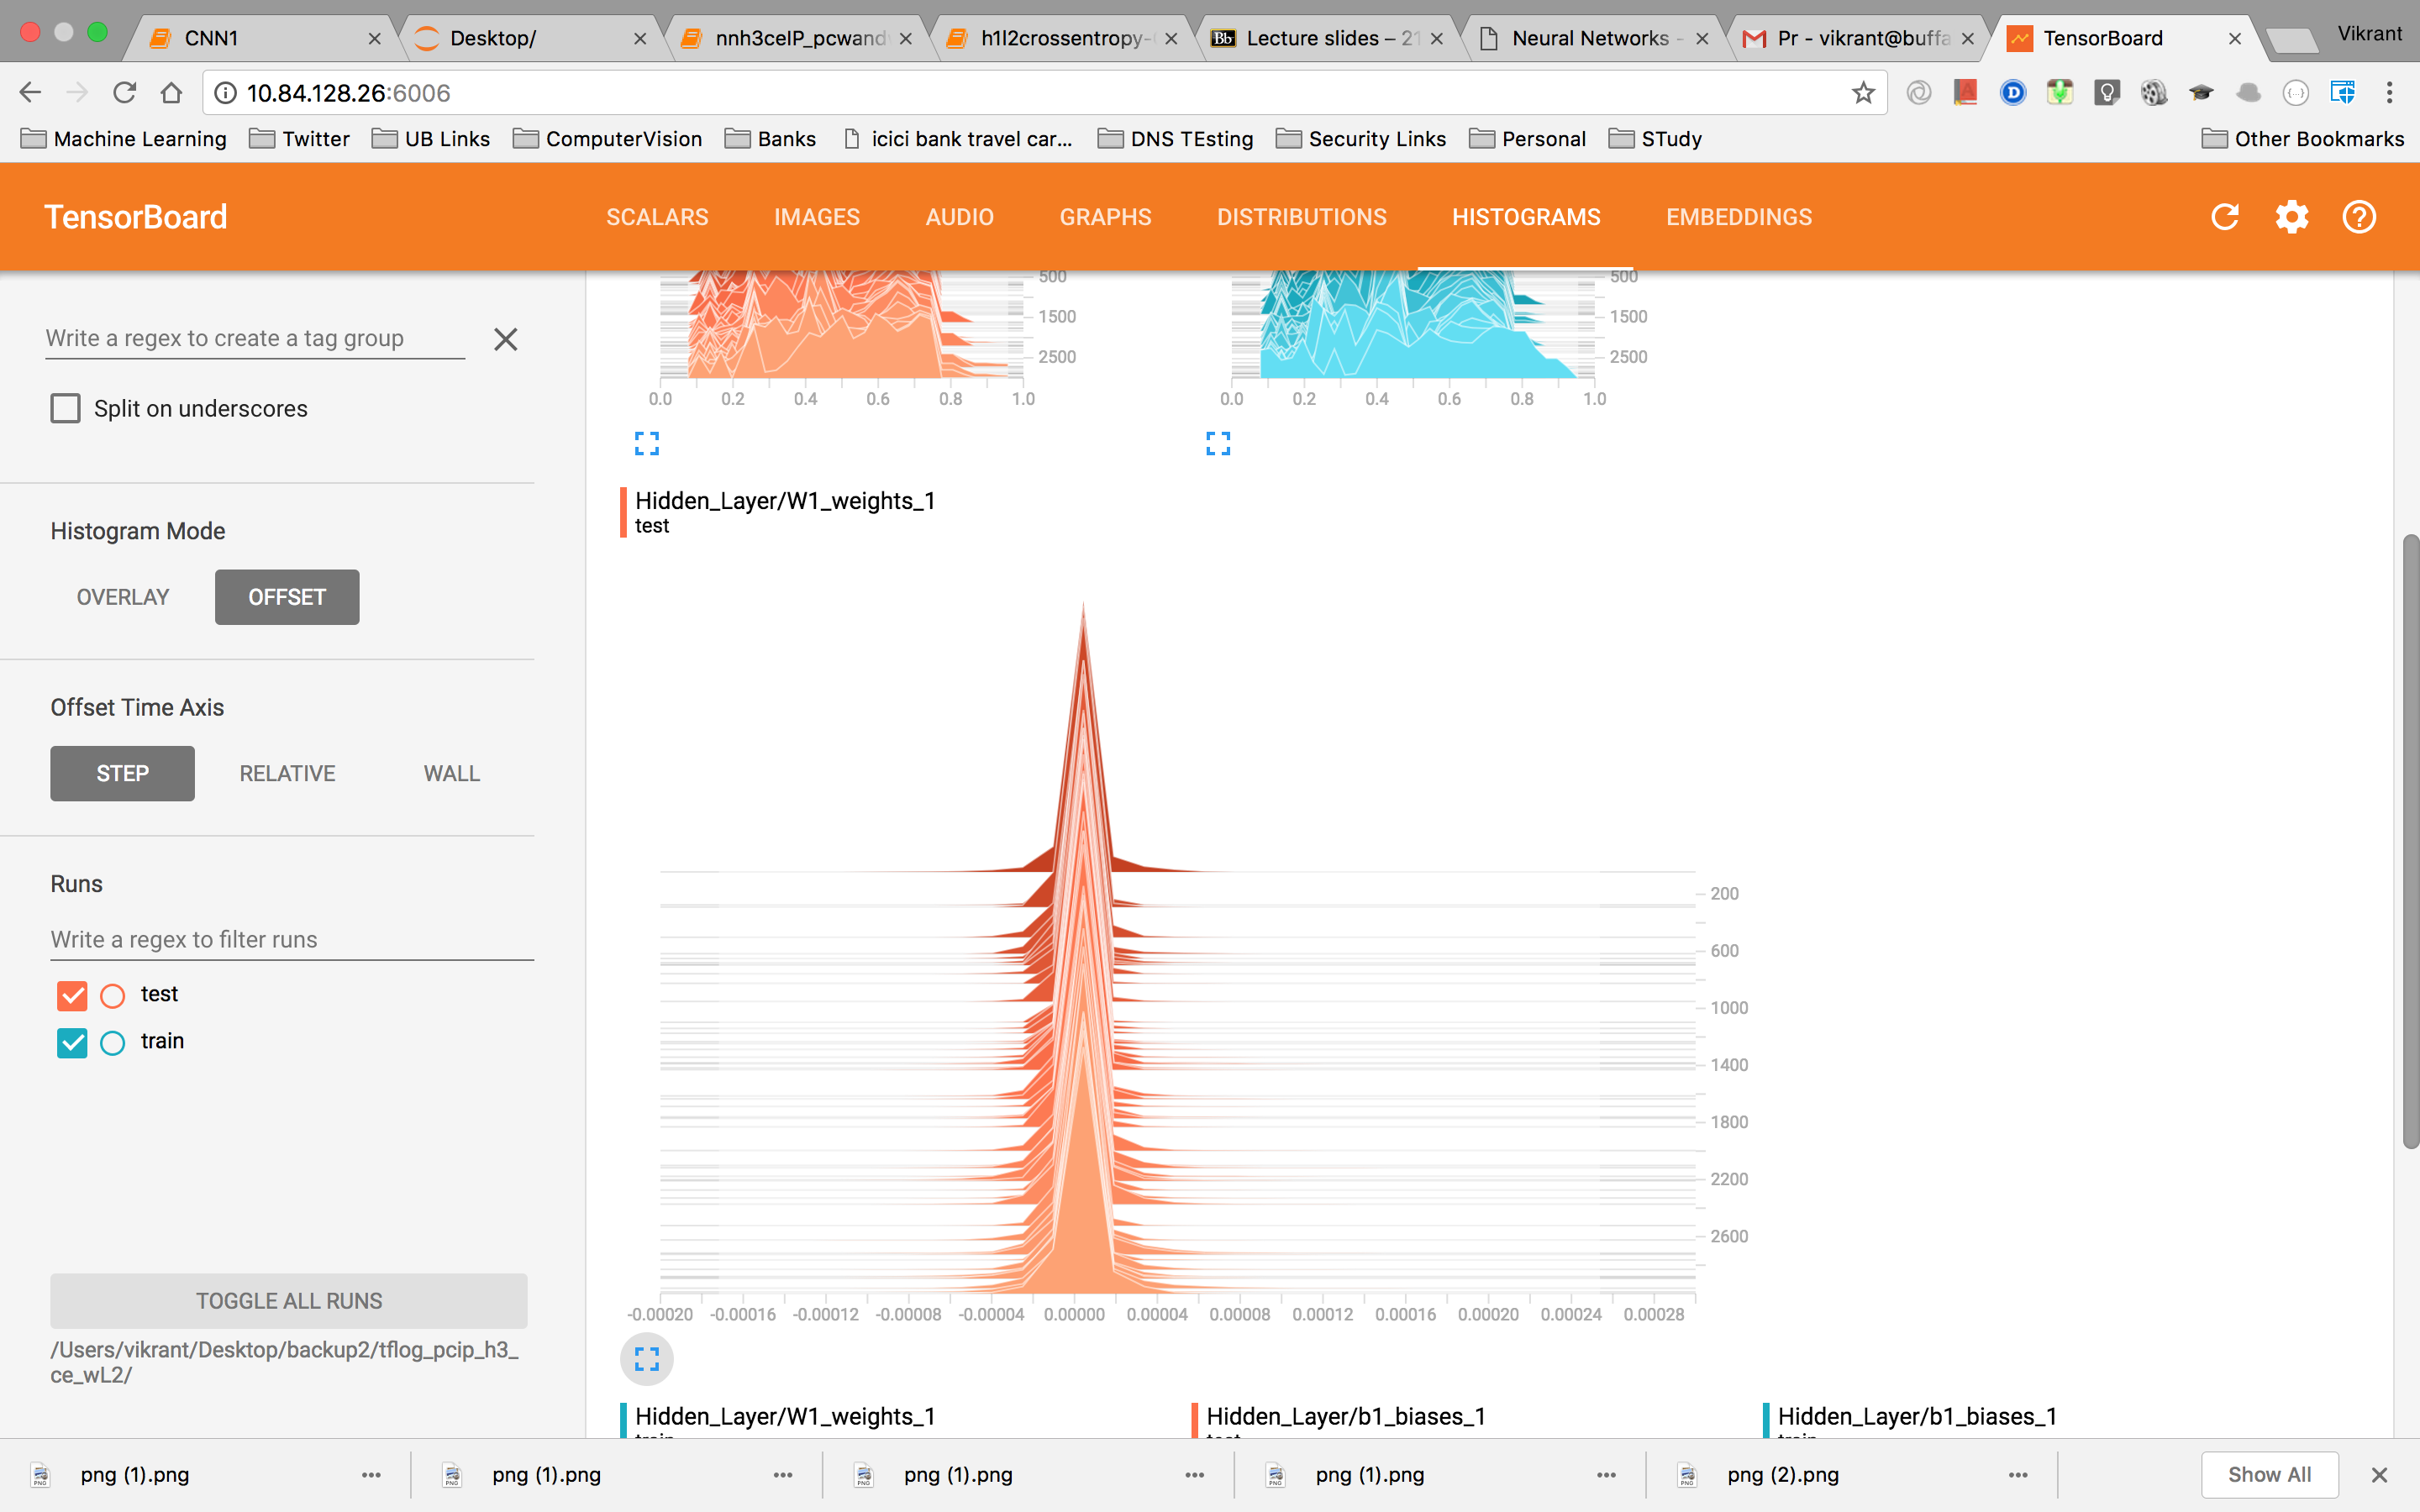 CNN1
Desktop/
nnh3ceIP_pcwand
h1l2crossentropy-
Lecture slides – 21
Neural Networks -
Pr - vikrant@buffa
TensorBoard
Vikrant
10.84.128.26:6006
Machine Learning
Twitter
UB Links
ComputerVision
Banks
icici bank travel car...
DNS TEsting
Security Links
Personal
STudy
Other Bookmarks
TensorBoard
SCALARS
IMAGES
AUDIO
GRAPHS
DISTRIBUTIONS
HISTOGRAMS
EMBEDDINGS
Write a regex to create a tag group
Split on underscores
Histogram Mode
OVERLAY
OFFSET
Offset Time Axis
STEP
RELATIVE
WALL
Runs
Write a regex to filter runs
test
train
TOGGLE ALL RUNS
/Users/vikrant/Desktop/backup2/tflog_pcip_h3_
ce_wL2/
500
1500
2500
0.0 0.2 0.4 0.6 0.8 1.0
500
1500
2500
0.0 0.2 0.4 0.6 0.8 1.0
Hidden_Layer/W1_weights_1
test
200
600
1000
1400
1800
2200
2600
-0.00020 -0.00016 -0.00012 -0.00008 -0.00004 0.00000 0.00004 0.00008 0.00012 0.00016 0.00020 0.00024 0.00028
Hidden_Layer/W1_weights_1
train
Hidden_Layer/b1_biases_1
test
Hidden_Layer/b1_biases_1
train
png (1).png
png (1).png
png (1).png
png (1).png
png (2).png
Show All